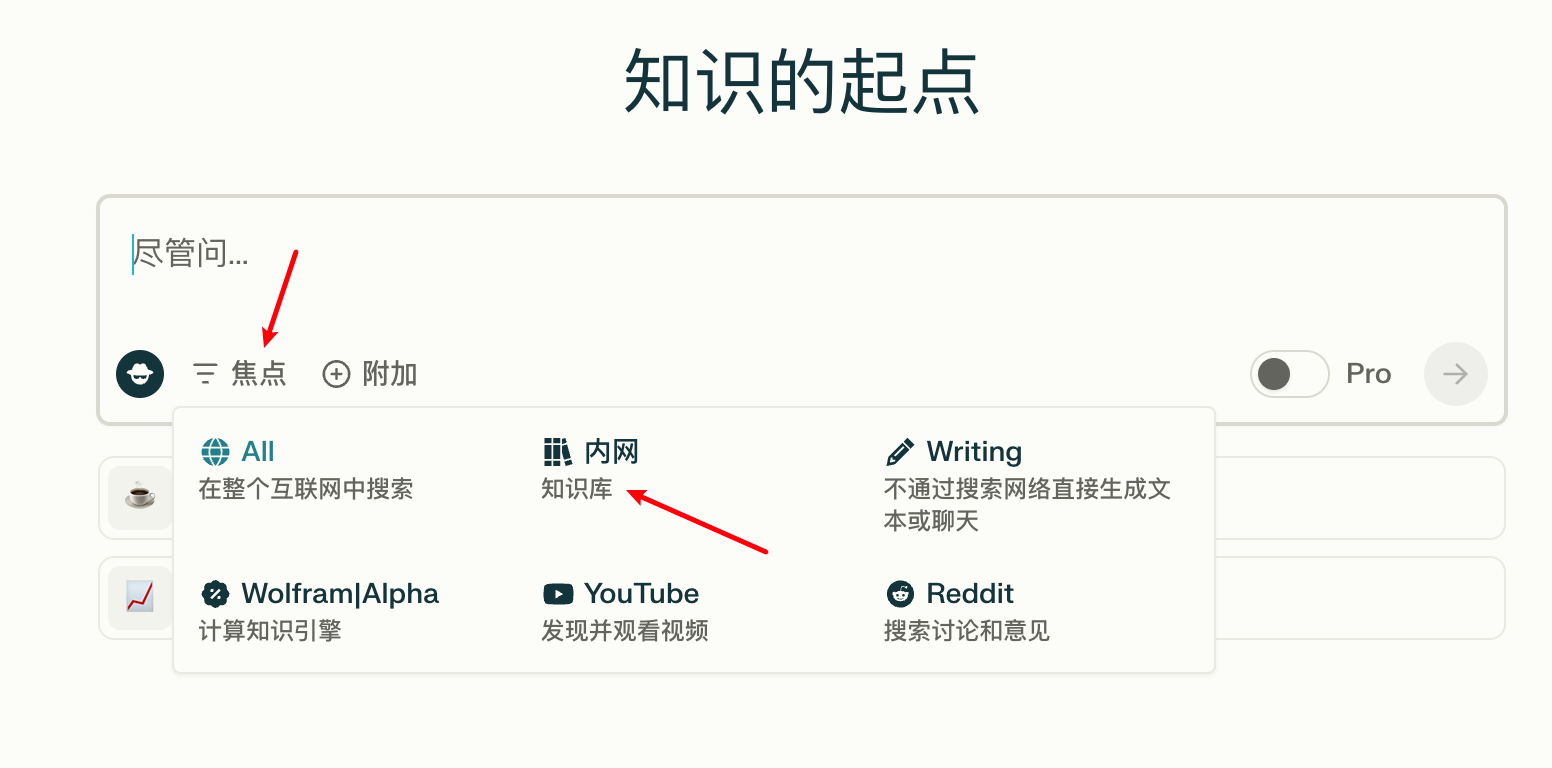 知识的起点
尽管问...
焦点 附加 Pro
All
在整个互联网中搜索
内网
知识库
Writing
不通过搜索网络直接生成文
本或聊天
Wolfram|Alpha
计算知识引擎
YouTube
发现并观看视频
Reddit
搜索讨论和意见